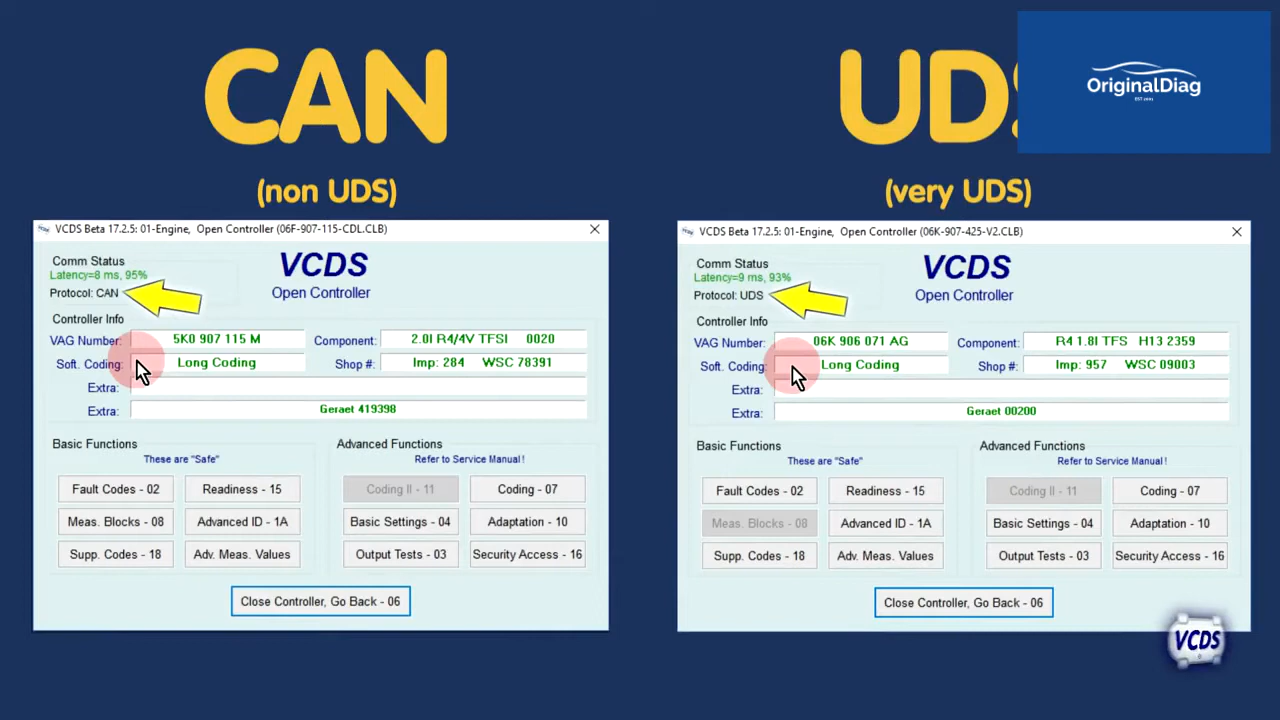 CAN
(non UDS)
VCDS Beta 17.2.5: 01-Engine, Open Controller (06F-907-115-CDL.CLB)
Comm Status
Latency=8 ms, 95%
Protocol: CAN
VCDS
Open Controller
Controller Info
VAG Number: 5K0 907 115 M Component: 2.0l R4/4V TFSI 0020
Soft. Coding: Long Coding Shop #: Imp: 284 WSC 78391
Extra:
Extra: Geraet 419398
Basic Functions
These are "Safe"
Fault Codes - 02 Readiness - 15
Meas. Blocks - 08 Advanced ID - 1A
Supp. Codes - 18 Adv. Meas. Values
Advanced Functions
Refer to Service Manual!
Coding II - 11 Coding - 07
Basic Settings - 04 Adaptation - 10
Output Tests - 03 Security Access - 16
Close Controller, Go Back - 06
UDS
(very UDS)
OriginalDiag
VCDS Beta 17.2.5: 01-Engine, Open Controller (06K-907-425-V2.CLB)
Comm Status
Latency=9 ms, 93%
Protocol: UDS
VCDS
Open Controller
Controller Info
VAG Number: 06K 906 071 AG Component: R4 1.8l TFS H13 2359
Soft. Coding: Long Coding Shop #: Imp: 957 WSC 09003
Extra:
Extra: Geraet 00200
Basic Functions
These are "Safe"
Fault Codes - 02 Readiness - 15
Meas. Blocks - 08 Advanced ID - 1A
Supp. Codes - 18 Adv. Meas. Values
Advanced Functions
Refer to Service Manual!
Coding II - 11 Coding - 07
Basic Settings - 04 Adaptation - 10
Output Tests - 03 Security Access - 16
Close Controller, Go Back - 06
VCDS